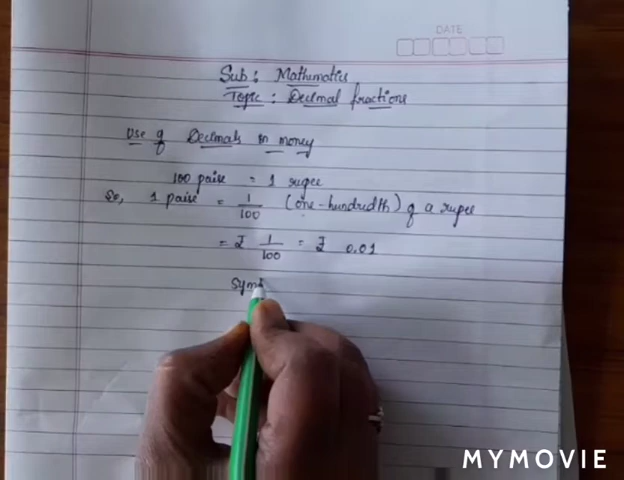 DATE
Sub : Mathematics
Topic : Decimal fractions
Use of Decimals in money
100 paise = 1 rupee
So, 1 paise = 1/100 (one-hundredth) of a rupee
= ₹ 1/100 = ₹ 0.01
Sym
MYMOVIE